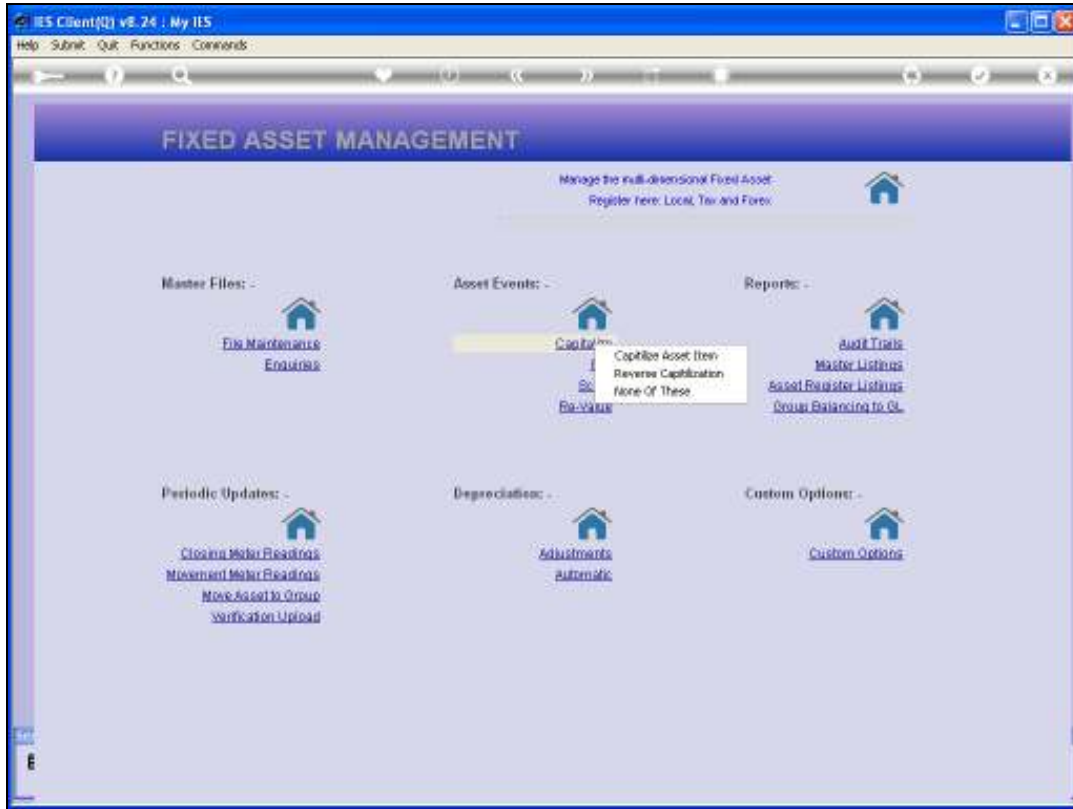 IES Client(Q) v8.24 : My IES
Help Submit Quit Functions Commands
FIXED ASSET MANAGEMENT
Manage the multi-dimensional Fixed Asset
Register here: Local, Tax and Forex
Master Files: -
File Maintenance
Enquiries
Asset Events: -
Capitalize
Capitilize Asset Item
Reverse Capitilization
None Of These
Re-Value
Reports: -
Audit Trails
Master Listings
Asset Register Listings
Group Balancing to GL
Periodic Updates: -
Closing Meter Readings
Movement Meter Readings
Move Asset to Group
Verification Upload
Depreciation: -
Adjustments
Automatic
Custom Options: -
Custom Options